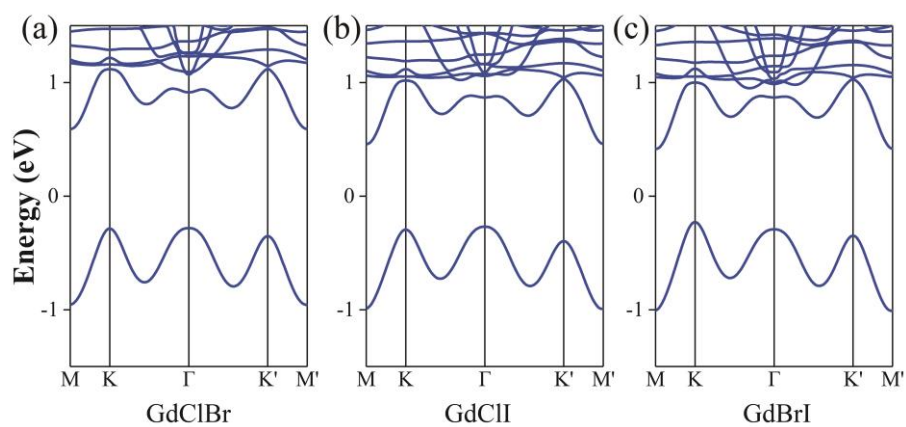 (a) (b) (c)
Energy (eV)
1 1 1
0 0 0
-1 -1 -1
M K Γ K' M' M K Γ K' M' M K Γ K' M'
GdClBr GdClI GdBrI